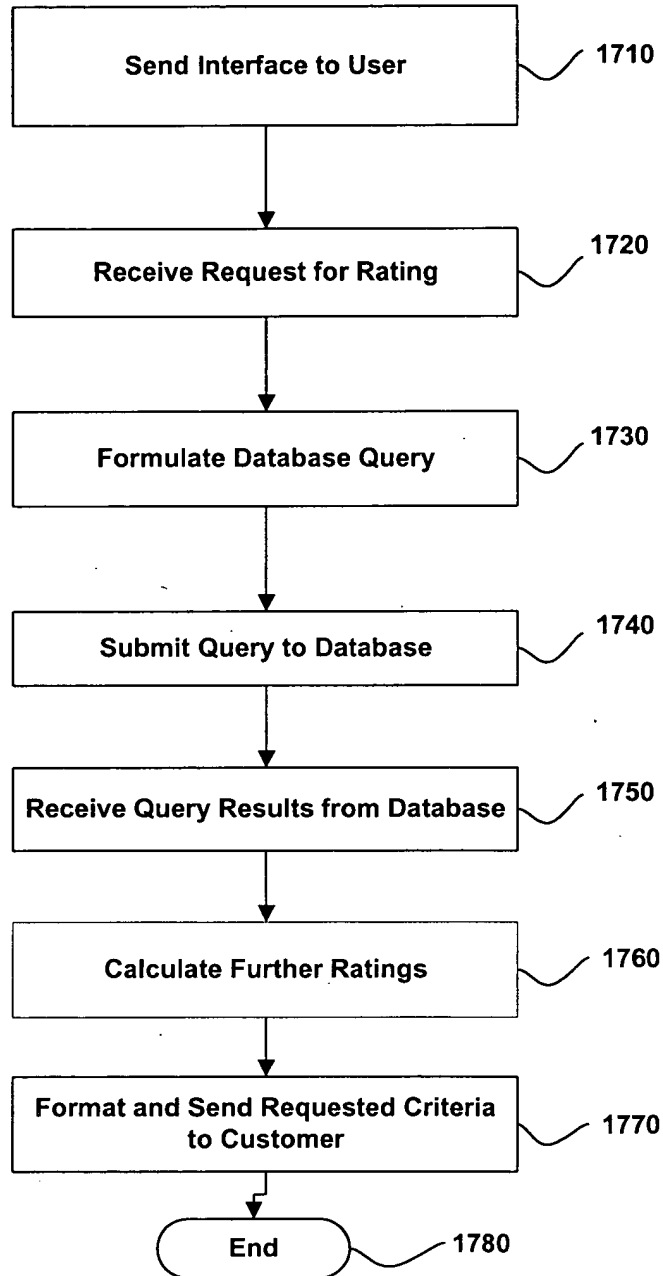 Send Interface to User
1710
Receive Request for Rating
1720
Formulate Database Query
1730
Submit Query to Database
1740
Receive Query Results from Database
1750
Calculate Further Ratings
1760
Format and Send Requested Criteria
to Customer
1770
End
1780